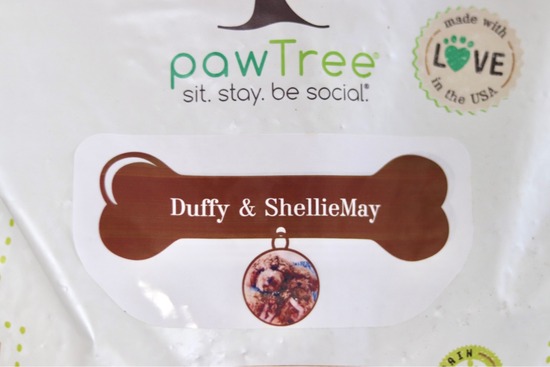 pawTree®
sit. stay. be social.®
made with
LOVE
in the USA
Duffy & ShellieMay